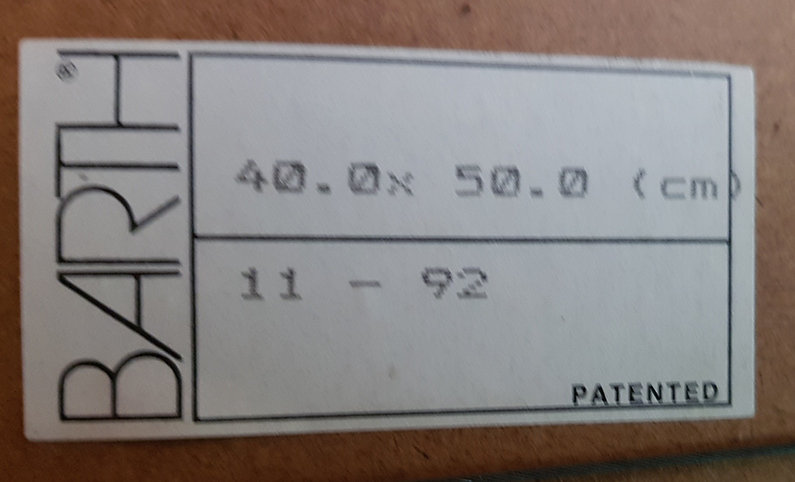 BARTH®
40.0x 50.0 (cm)
11 - 92
PATENTED